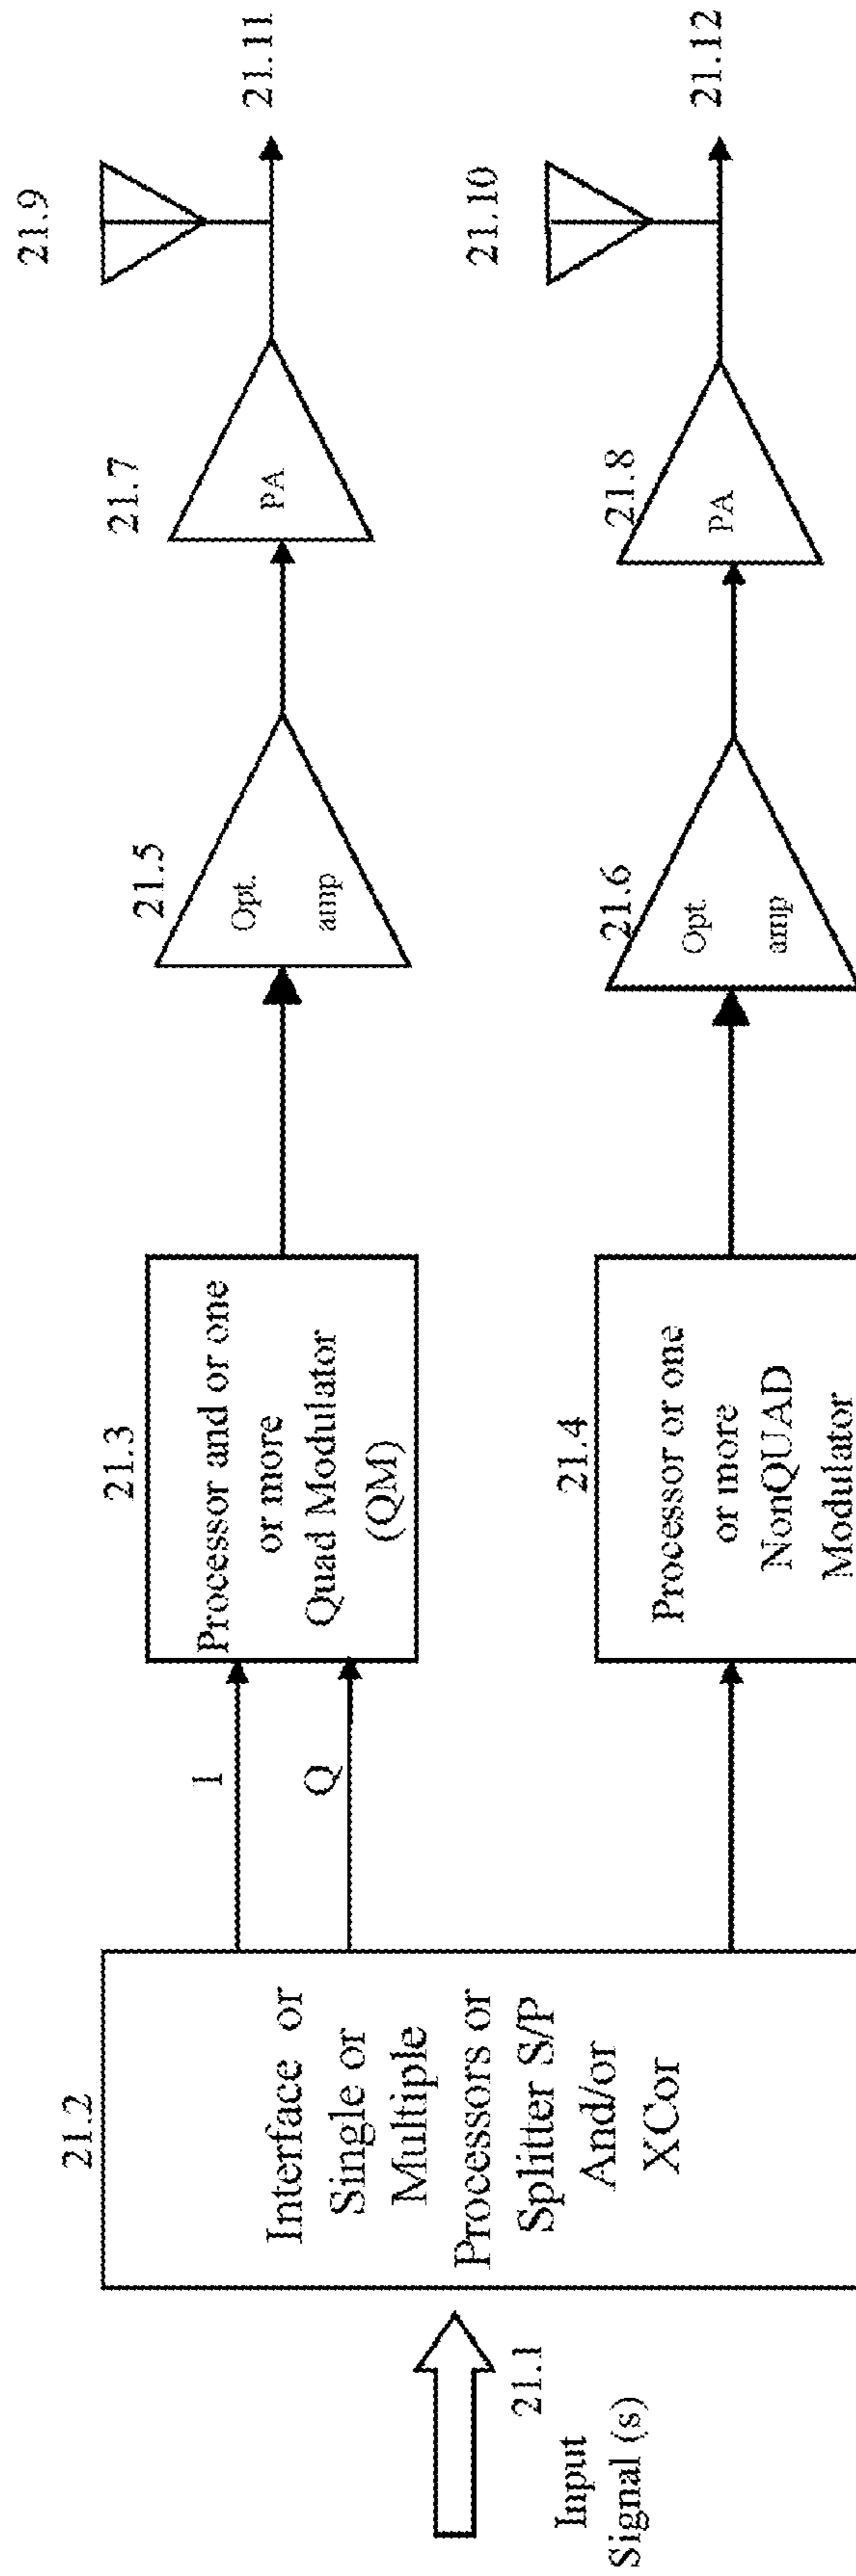 21.1
Input
Signal (s)
21.2
Interface or
Single or
Multiple
Processors or
Splitter S/P
And/or
XCor
I
Q
21.3
Processor and or one
or more
Quad Modulator
(QM)
21.5
Opt.
amp
21.7
PA
21.9
21.11
21.4
Processor or one
or more
NonQUAD
Modulator
21.6
Opt.
amp
21.8
PA
21.10
21.12